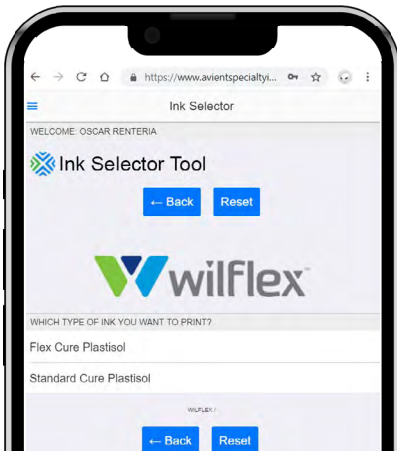 https://www.avientspecialtyi...
Ink Selector
WELCOME: OSCAR RENTERIA
Ink Selector Tool
← Back Reset
wilflex™
WHICH TYPE OF INK YOU WANT TO PRINT?
Flex Cure Plastisol
Standard Cure Plastisol
WILFLEX /
← Back Reset